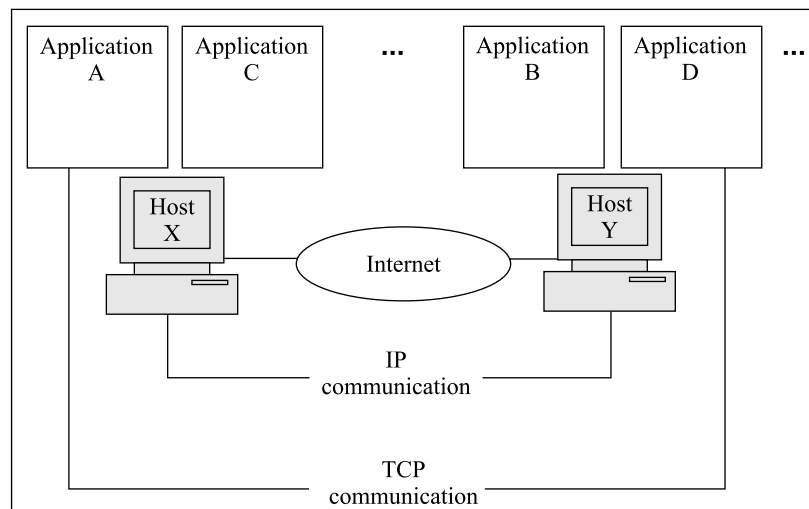 Application
A
Application
C
...
Application
B
Application
D
...
Host
X
Host
Y
Internet
IP
communication
TCP
communication